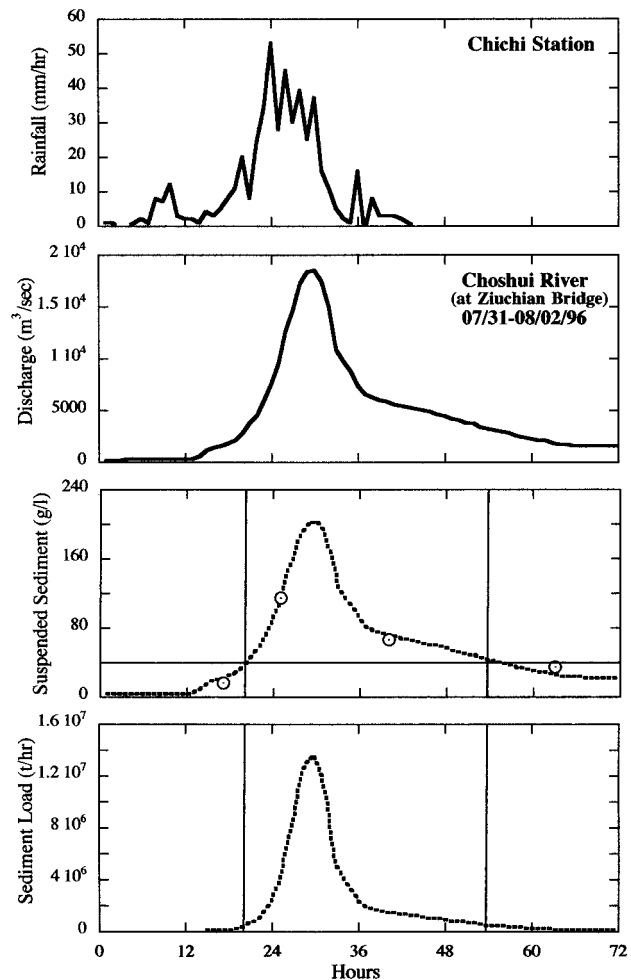 Chichi Station
Rainfall (mm/hr)
60
50
40
30
20
10
0
Choshui River
(at Ziuchian Bridge)
07/31-08/02/96
Discharge (m³/sec)
2 10⁴
1.5 10⁴
1 10⁴
5000
0
Suspended Sediment (g/l)
240
160
80
0
Sediment Load (t/hr)
1.6 10⁷
1.2 10⁷
8 10⁶
4 10⁶
0
0 12 24 36 48 60 72
Hours